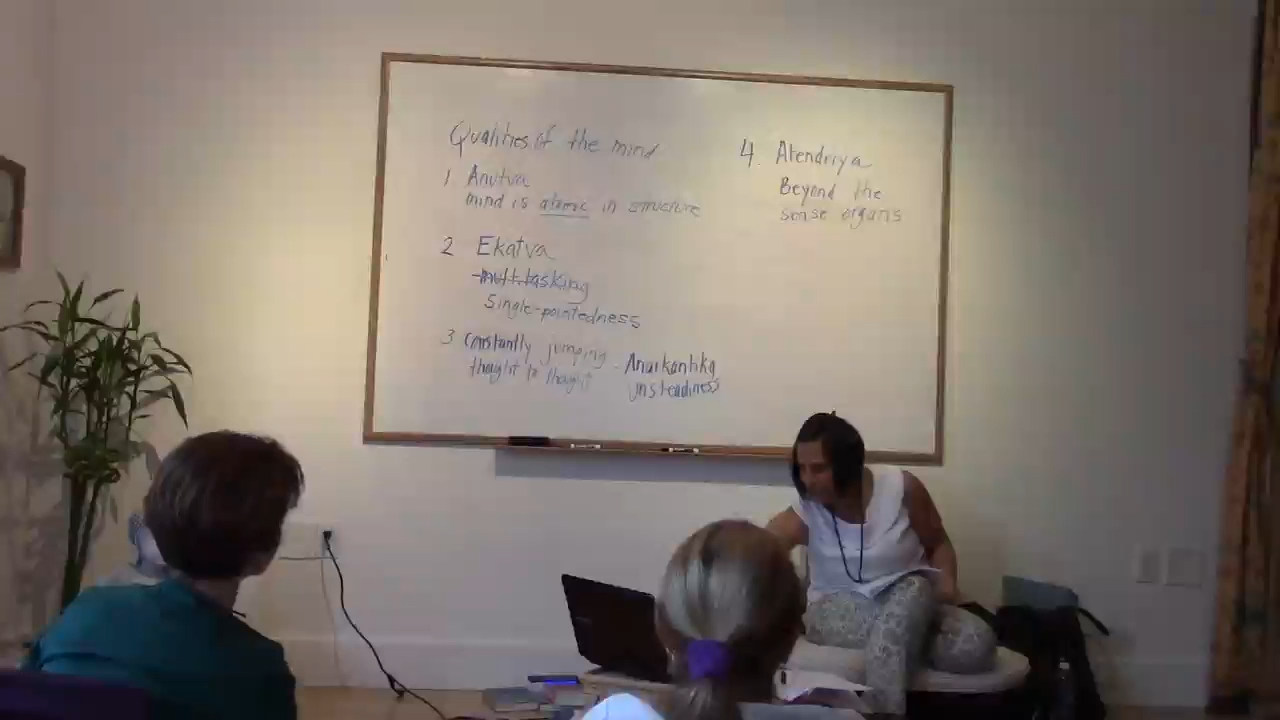 Qualities of the mind
1 Anutva
mind is atomic in structure
2 Ekatva
multitasking
Single-pointedness
3 Constantly jumping - Anaikantika
thought to thought unsteadiness
4. Atendriya
Beyond the
sense organs